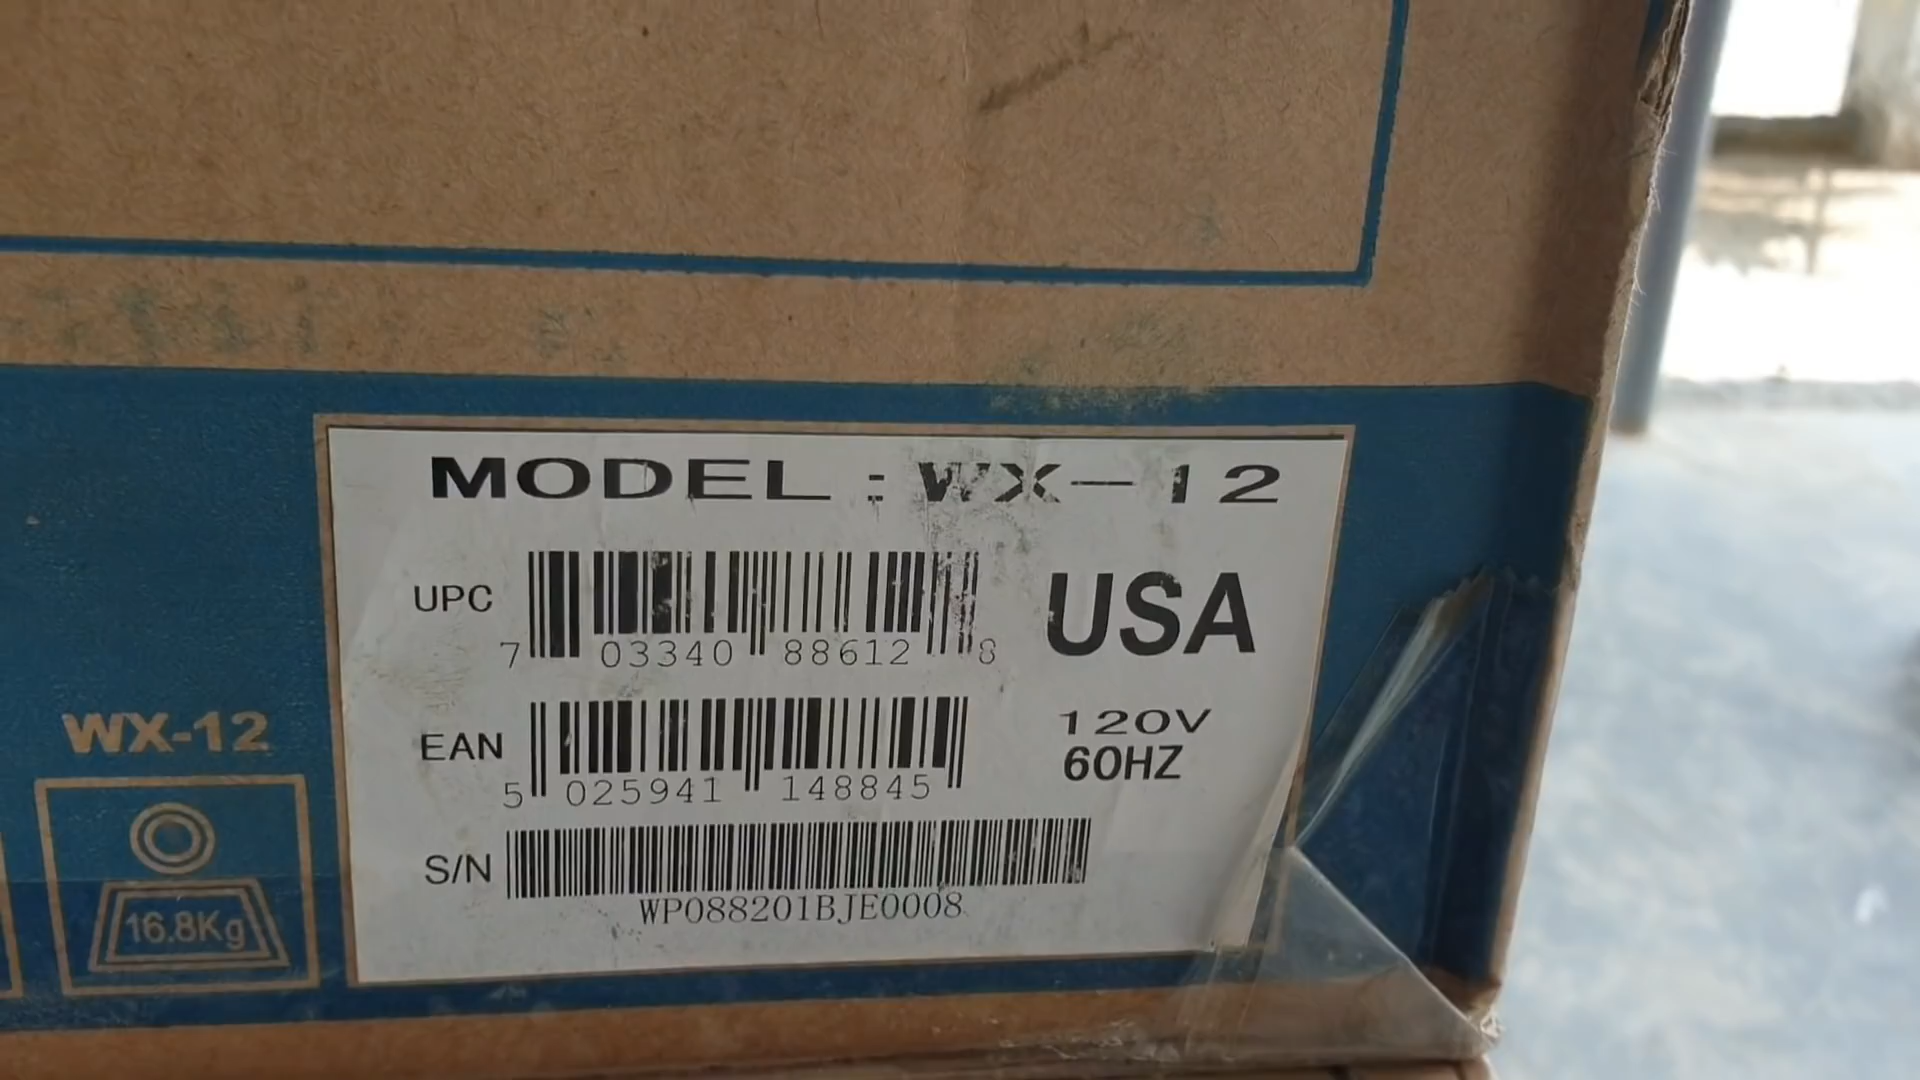 MODEL : WX-12
UPC
7 03340 88612 8
USA
EAN
5 025941 148845
120V
60HZ
S/N
WP088201BJE0008
WX-12
16.8Kg